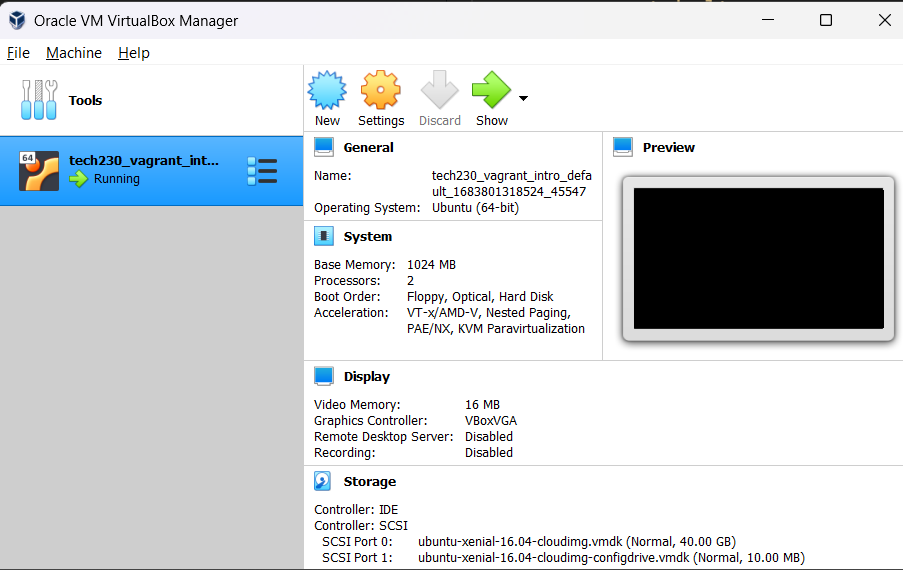 Oracle VM VirtualBox Manager
File Machine Help
Tools
64
tech230_vagrant_int...
Running
New Settings Discard Show
General
Name: tech230_vagrant_intro_defa
ult_1683801318524_45547
Operating System: Ubuntu (64-bit)
Preview
System
Base Memory: 1024 MB
Processors: 2
Boot Order: Floppy, Optical, Hard Disk
Acceleration: VT-x/AMD-V, Nested Paging,
PAE/NX, KVM Paravirtualization
Display
Video Memory: 16 MB
Graphics Controller: VBoxVGA
Remote Desktop Server: Disabled
Recording: Disabled
Storage
Controller: IDE
Controller: SCSI
SCSI Port 0: ubuntu-xenial-16.04-cloudimg.vmdk (Normal, 40.00 GB)
SCSI Port 1: ubuntu-xenial-16.04-cloudimg-configdrive.vmdk (Normal, 10.00 MB)